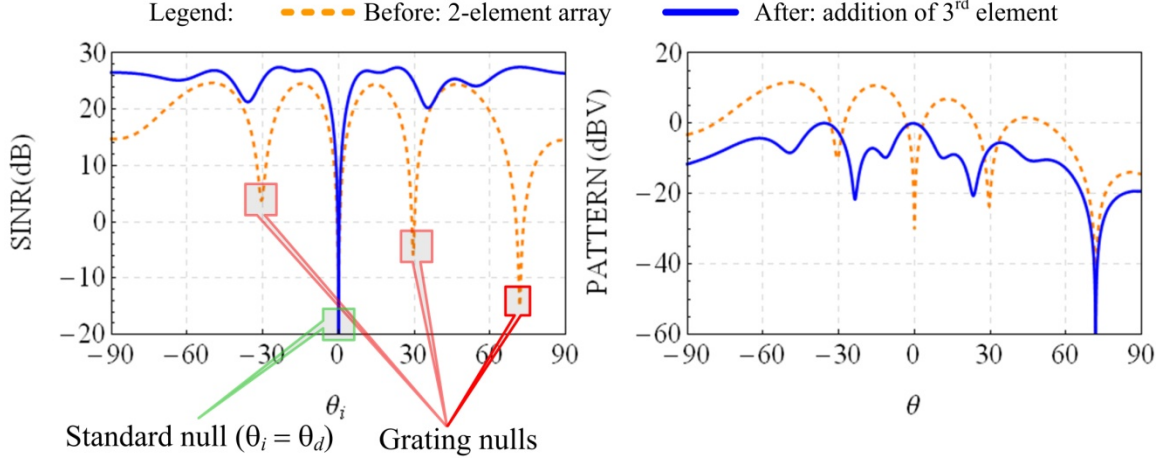 Legend: Before: 2-element array After: addition of 3rd element
30
20
10
0
−10
−20
SINR(dB)
−90 −60 −30 0 30 60 90
θi
Standard null (θi = θd) Grating nulls
20
0
−20
−40
−60
PATTERN (dBV)
−90 −60 −30 0 30 60 90
θ